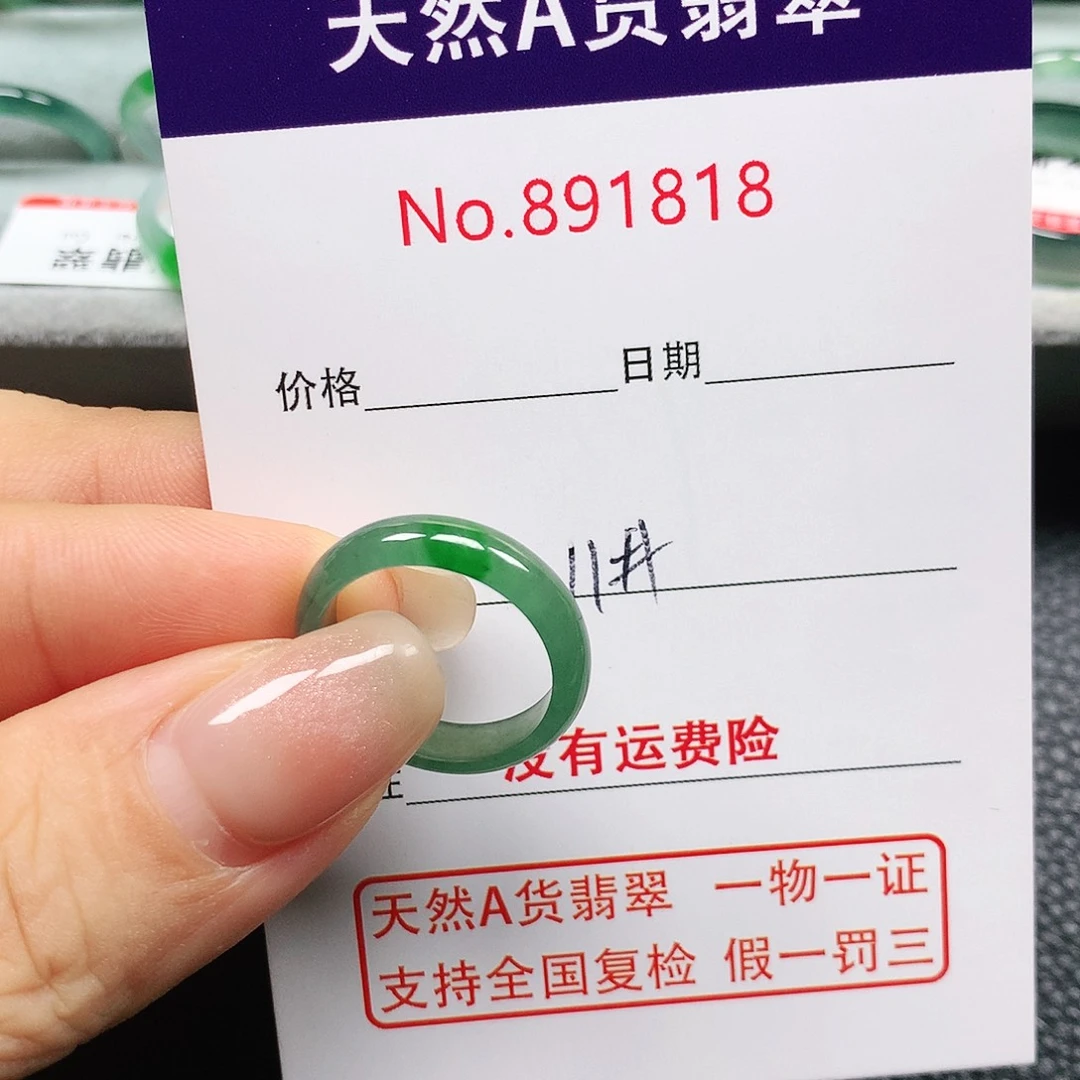 天然A货翡翠
No.891818
价格 日期
11#
没有运费险
天然A货翡翠 一物一证
支持全国复检 假一罚三
翡翠